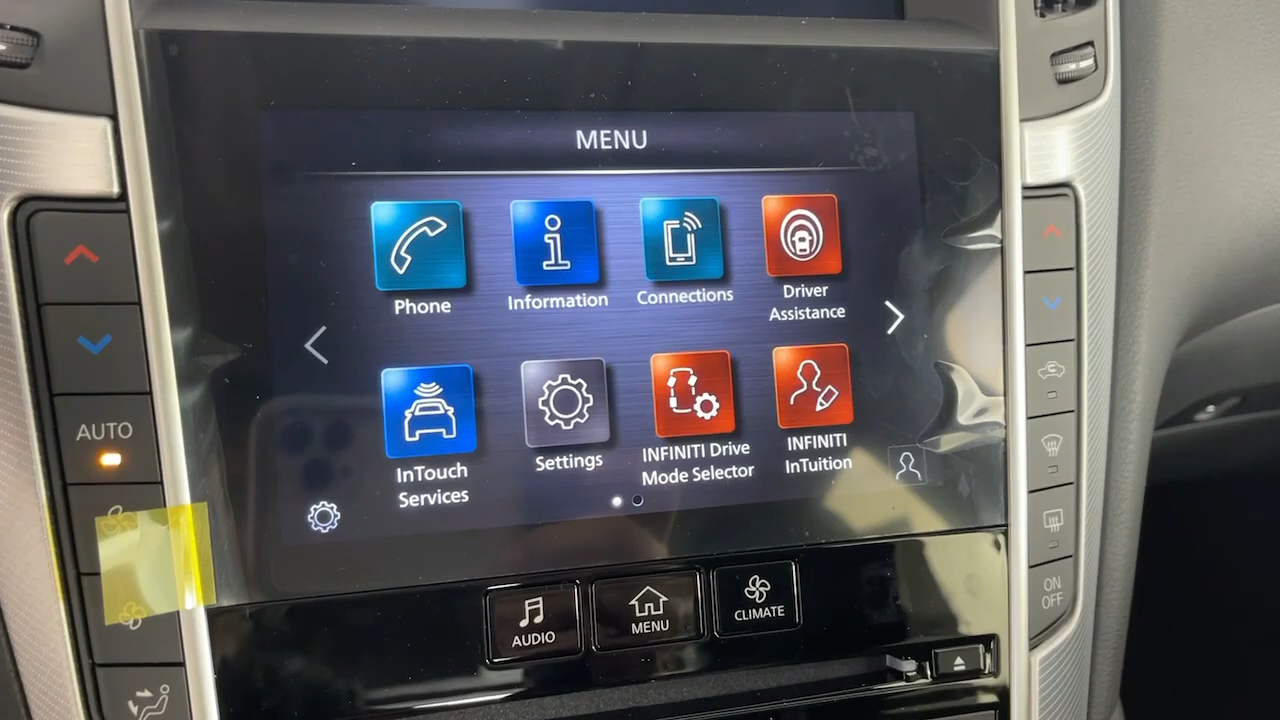 MENU
Phone
Information
Connections
Driver
Assistance
InTouch
Services
Settings
INFINITI Drive
Mode Selector
INFINITI
InTuition
AUTO
ON
OFF
AUDIO
MENU
CLIMATE